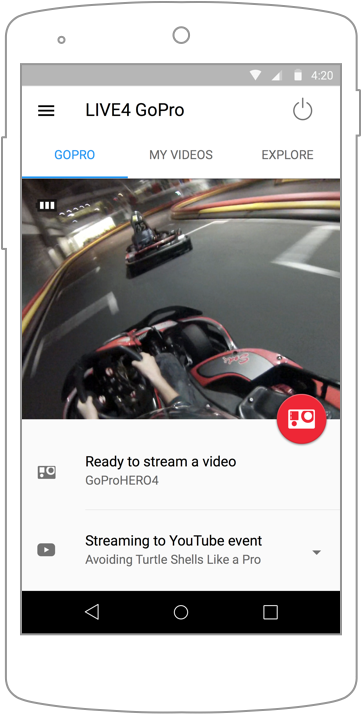 4:20
LIVE4 GoPro
GOPRO MY VIDEOS EXPLORE
Ready to stream a video
GoProHERO4
Streaming to YouTube event
Avoiding Turtle Shells Like a Pro